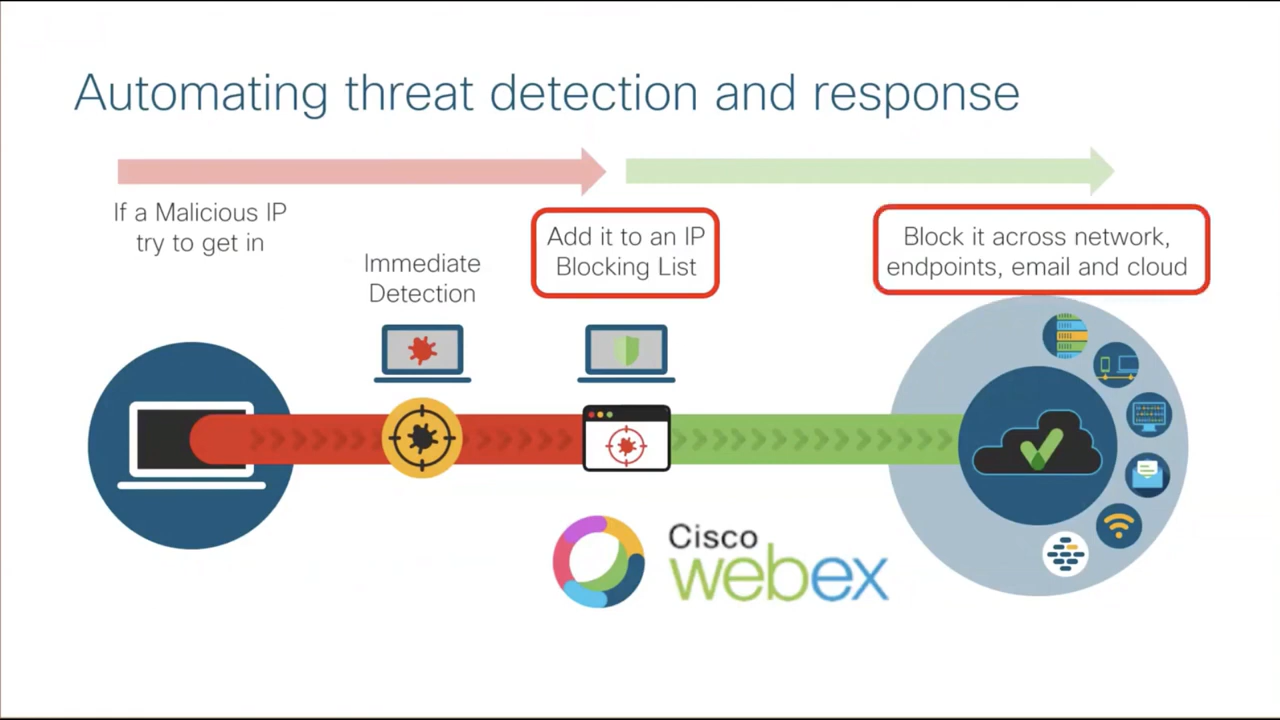 Automating threat detection and response
If a Malicious IP
try to get in
Immediate
Detection
Add it to an IP
Blocking List
Block it across network,
endpoints, email and cloud
Cisco
webex